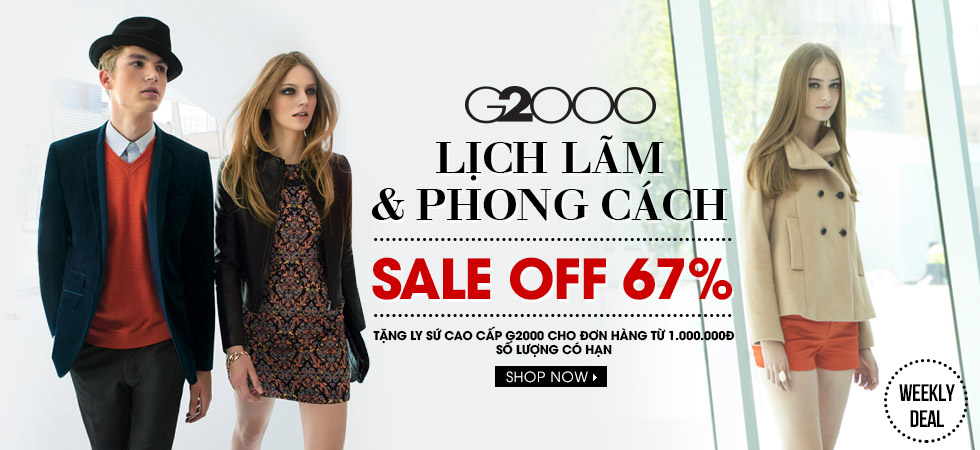 G2000
LỊCH LÃM
& PHONG CÁCH
SALE OFF 67%
TẶNG LY SỨ CAO CẤP G2000 CHO ĐƠN HÀNG TỪ 1.000.000Đ
SỐ LƯỢNG CÓ HẠN
SHOP NOW
WEEKLY
DEAL